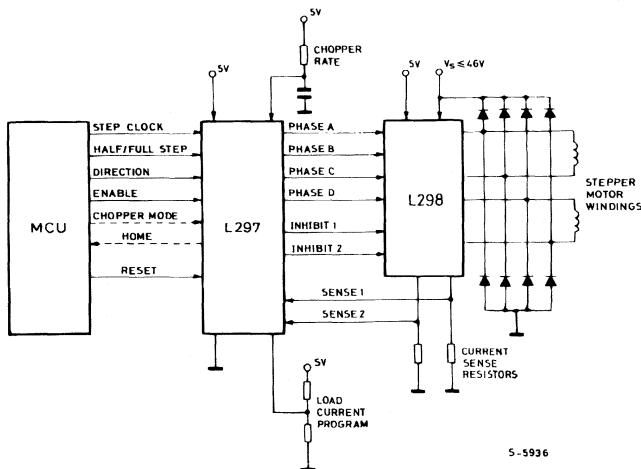 5V
CHOPPER
RATE
5V
5V
Vs ≤ 46V
MCU
STEP CLOCK
HALF/FULL STEP
DIRECTION
ENABLE
CHOPPER MODE
HOME
RESET
L297
PHASE A
PHASE B
PHASE C
PHASE D
INHIBIT 1
INHIBIT 2
SENSE 1
SENSE 2
L298
STEPPER
MOTOR
WINDINGS
CURRENT
SENSE
RESISTORS
5V
LOAD
CURRENT
PROGRAM
S-5936